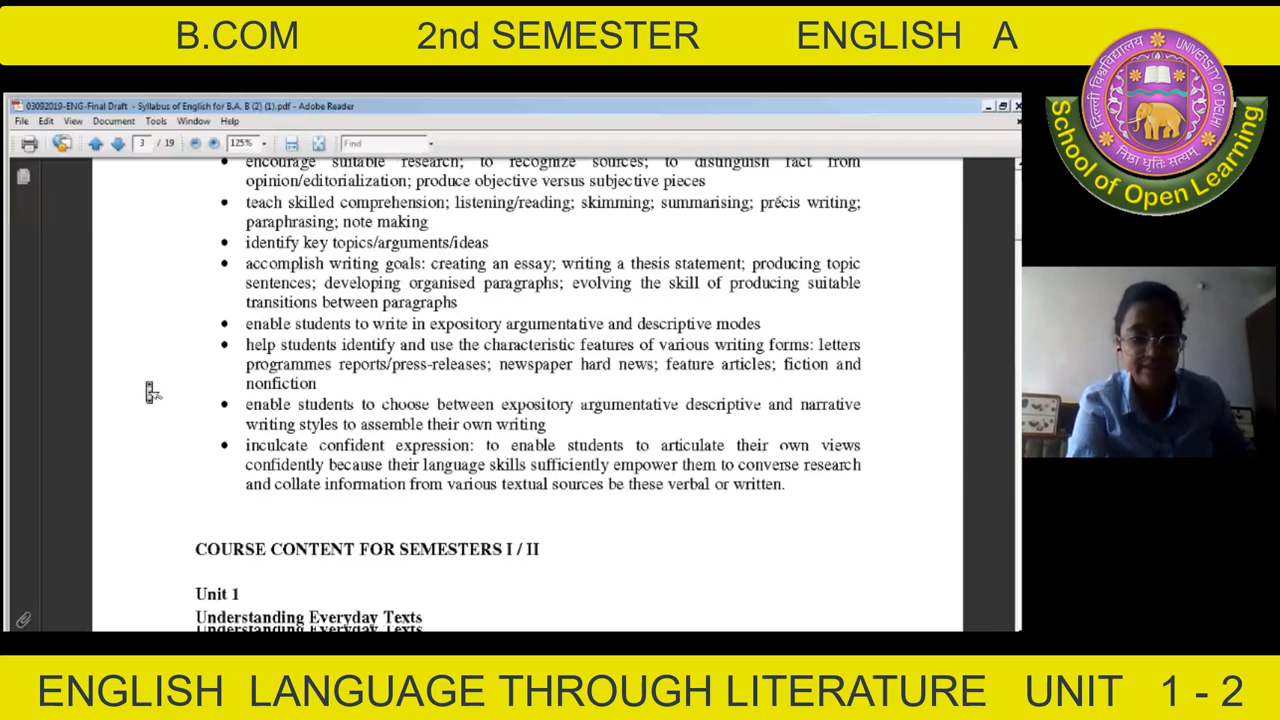 B.COM 2nd SEMESTER ENGLISH A
03092019-ENG-Final Draft - Syllabus of English for B.A. B (2) (1).pdf - Adobe Reader
File Edit View Document Tools Window Help
3 / 19 125% Find
encourage suitable research; to recognize sources; to distinguish fact from
opinion/editorialization; produce objective versus subjective pieces
• teach skilled comprehension; listening/reading; skimming; summarising; précis writing;
paraphrasing; note making
• identify key topics/arguments/ideas
• accomplish writing goals: creating an essay; writing a thesis statement; producing topic
sentences; developing organised paragraphs; evolving the skill of producing suitable
transitions between paragraphs
• enable students to write in expository argumentative and descriptive modes
• help students identify and use the characteristic features of various writing forms: letters
programmes reports/press-releases; newspaper hard news; feature articles; fiction and
nonfiction
• enable students to choose between expository argumentative descriptive and narrative
writing styles to assemble their own writing
• inculcate confident expression: to enable students to articulate their own views
confidently because their language skills sufficiently empower them to converse research
and collate information from various textual sources be these verbal or written.
COURSE CONTENT FOR SEMESTERS I / II
Unit 1
Understanding Everyday Texts
Understanding Everyday Texts
दिल्ली विश्वविद्यालय
UNIVERSITY OF DELHI
निष्ठा धृतिः सत्यम्
School of Open Learning
ENGLISH LANGUAGE THROUGH LITERATURE UNIT 1 - 2